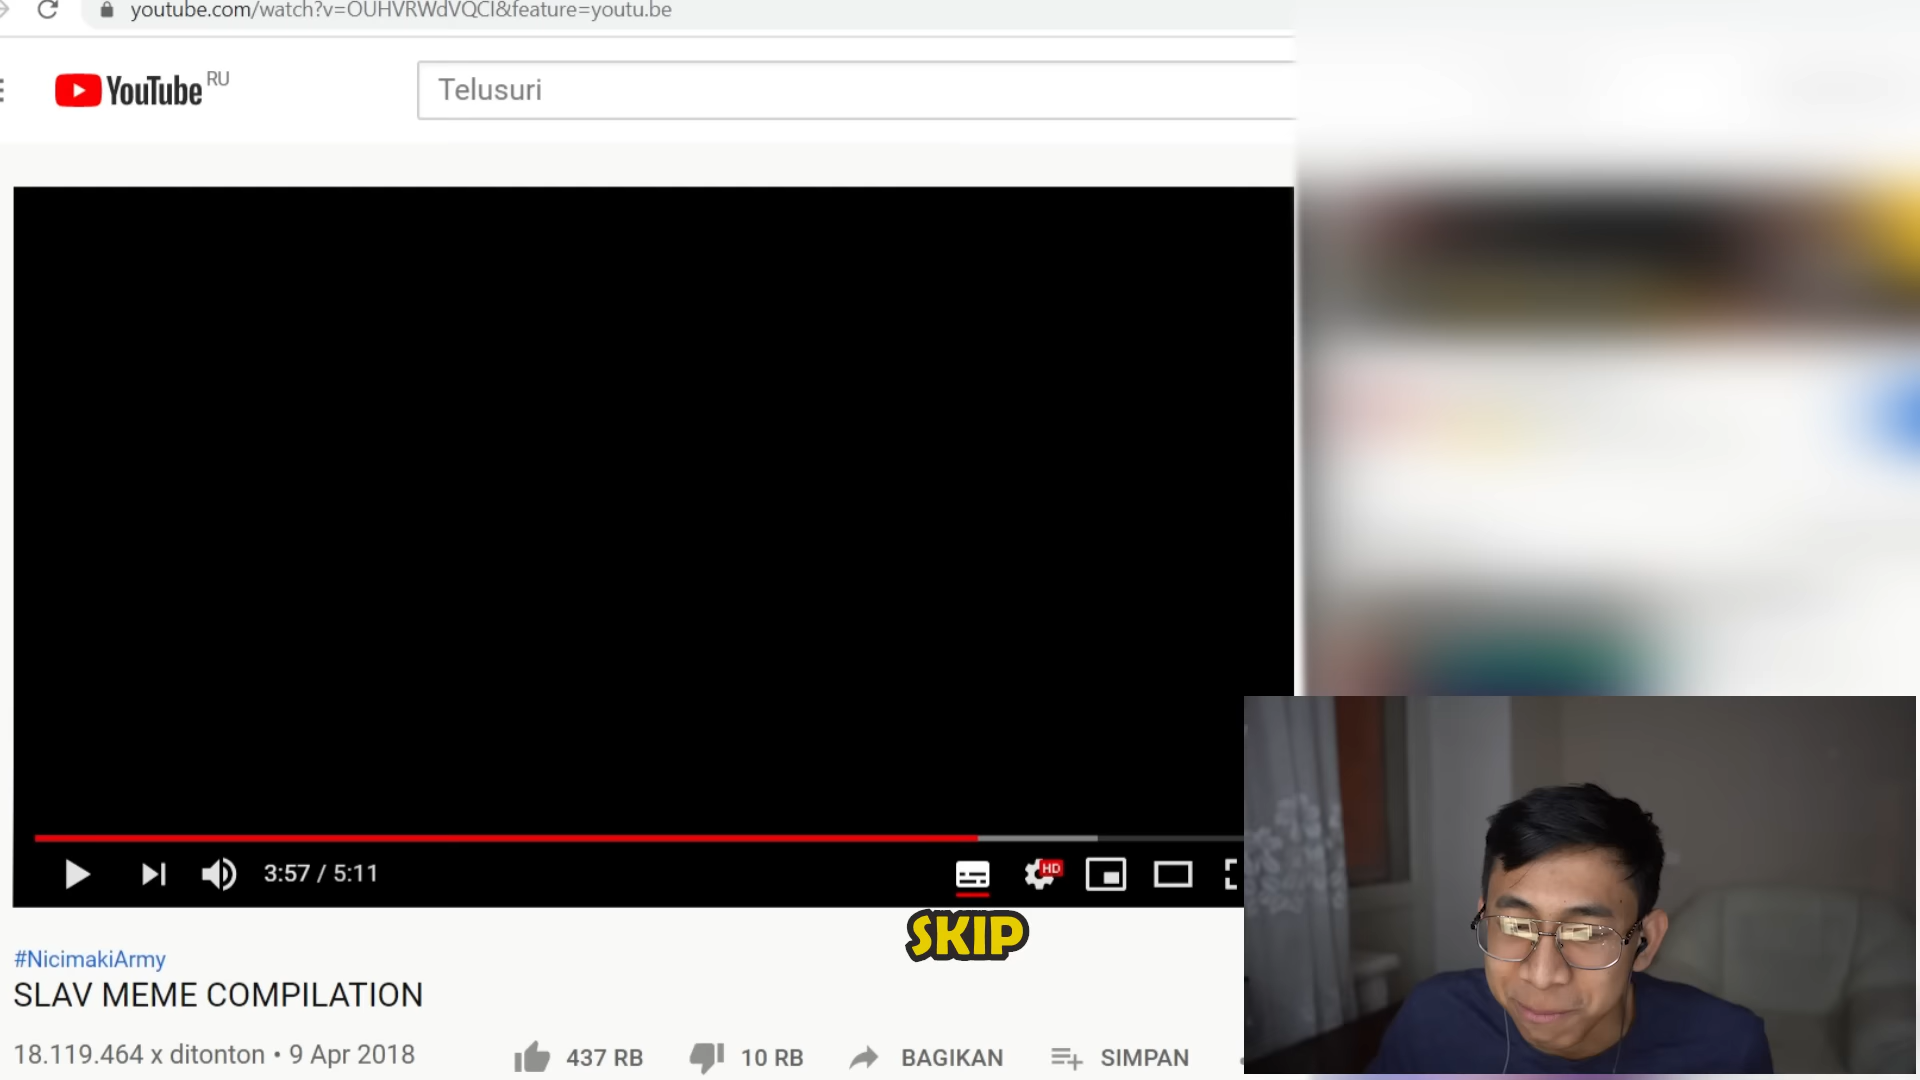 youtube.com/watch?v=OUHVRWdVQCI&feature=youtu.be
YouTube RU
Telusuri
3:57 / 5:11
HD
SKIP
#NicimakiArmy
SLAV MEME COMPILATION
18.119.464 x ditonton • 9 Apr 2018
437 RB
10 RB
BAGIKAN
SIMPAN